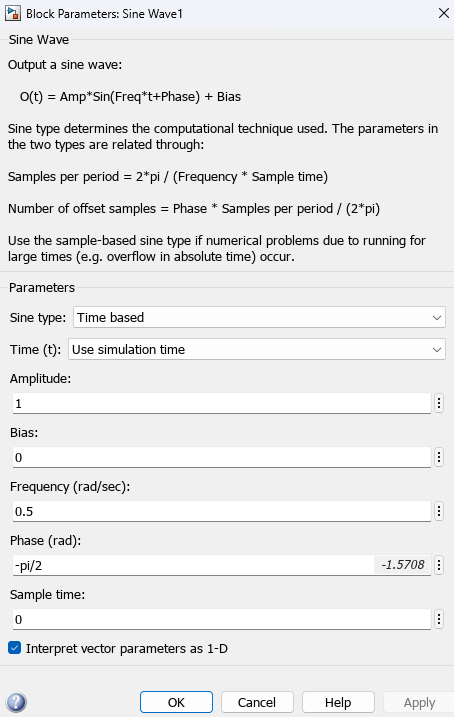 Block Parameters: Sine Wave1
Sine Wave
Output a sine wave:
O(t) = Amp*Sin(Freq*t+Phase) + Bias
Sine type determines the computational technique used. The parameters in
the two types are related through:
Samples per period = 2*pi / (Frequency * Sample time)
Number of offset samples = Phase * Samples per period / (2*pi)
Use the sample-based sine type if numerical problems due to running for
large times (e.g. overflow in absolute time) occur.
Parameters
Sine type: Time based
Time (t): Use simulation time
Amplitude:
1
Bias:
0
Frequency (rad/sec):
0.5
Phase (rad):
-pi/2 -1.5708
Sample time:
0
Interpret vector parameters as 1-D
? OK Cancel Help Apply